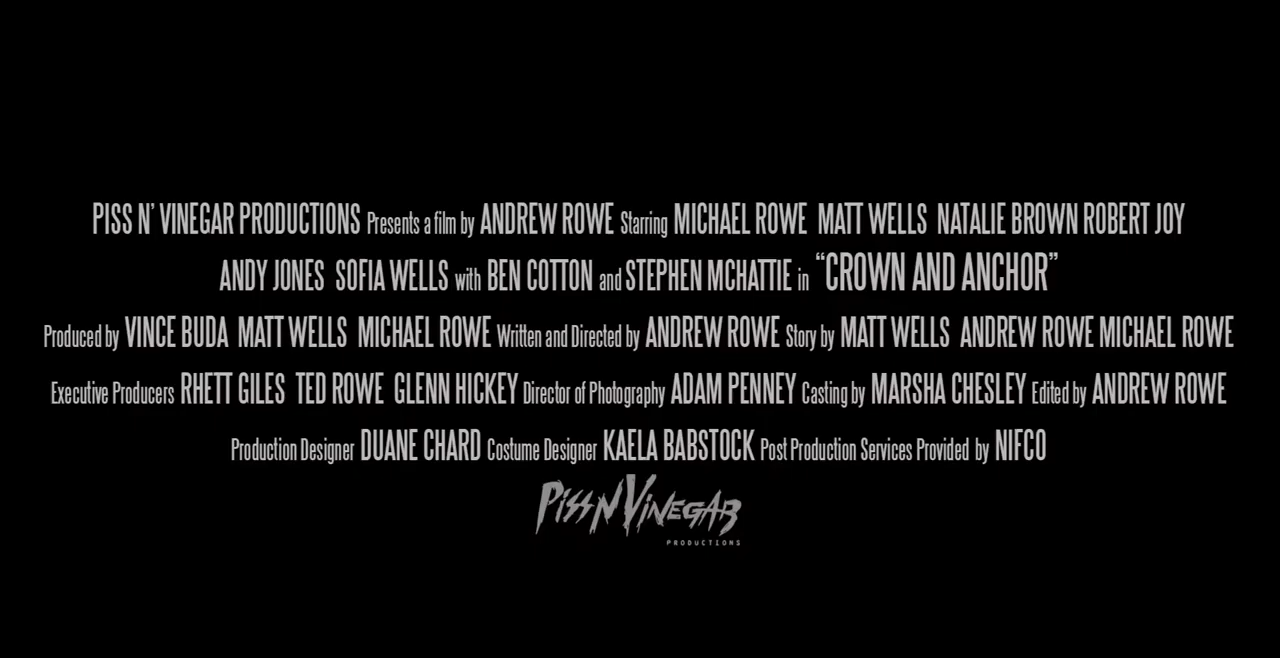 PISS N' VINEGAR PRODUCTIONS Presents a film by ANDREW ROWE Starring MICHAEL ROWE MATT WELLS NATALIE BROWN ROBERT JOY
ANDY JONES SOFIA WELLS with BEN COTTON and STEPHEN MCHATTIE in “CROWN AND ANCHOR”
Produced by VINCE BUDA MATT WELLS MICHAEL ROWE Written and Directed by ANDREW ROWE Story by MATT WELLS ANDREW ROWE MICHAEL ROWE
Executive Producers RHETT GILES TED ROWE GLENN HICKEY Director of Photography ADAM PENNEY Casting by MARSHA CHESLEY Edited by ANDREW ROWE
Production Designer DUANE CHARD Costume Designer KAELA BABSTOCK Post Production Services Provided by NIFCO
PISS N VINEGAR
PRODUCTIONS